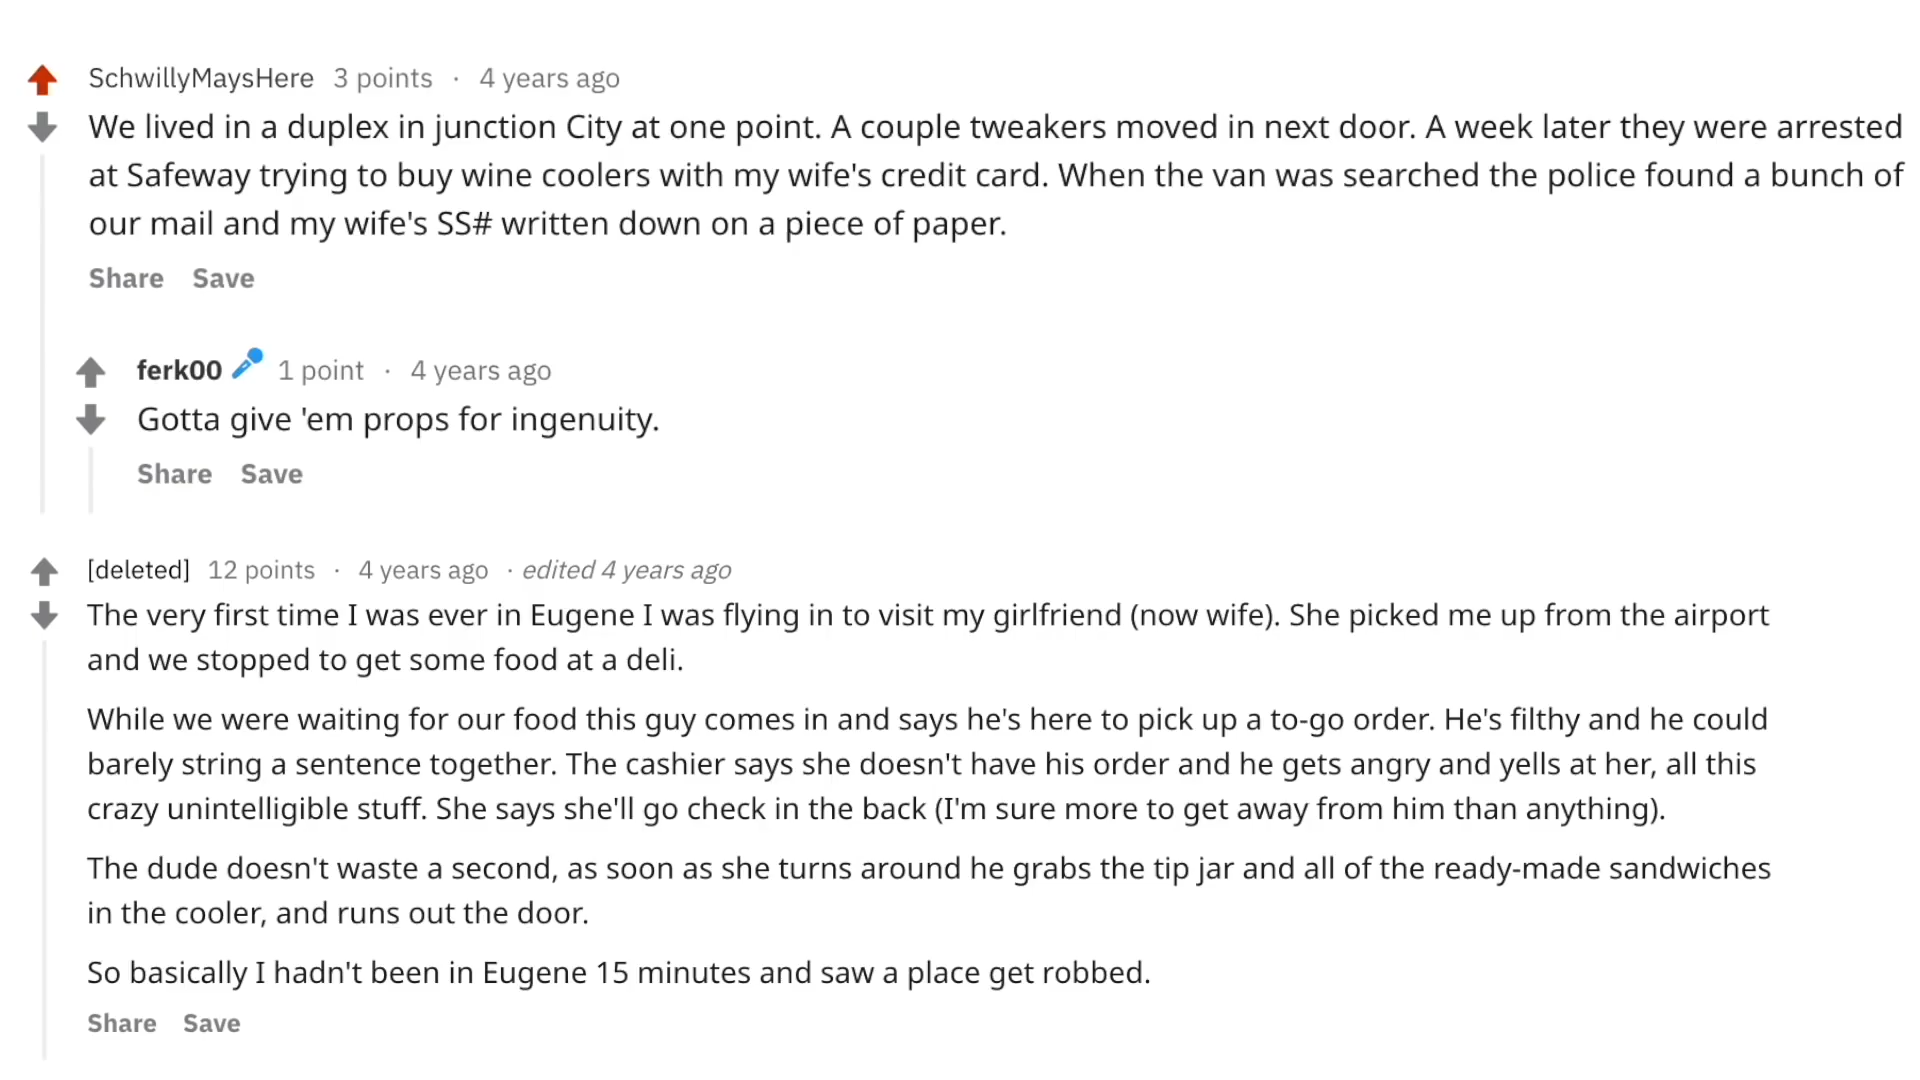 SchwillyMaysHere 3 points · 4 years ago
We lived in a duplex in junction City at one point. A couple tweakers moved in next door. A week later they were arrested
at Safeway trying to buy wine coolers with my wife's credit card. When the van was searched the police found a bunch of
our mail and my wife's SS# written down on a piece of paper.
Share Save
ferk00 1 point · 4 years ago
Gotta give 'em props for ingenuity.
Share Save
[deleted] 12 points · 4 years ago · edited 4 years ago
The very first time I was ever in Eugene I was flying in to visit my girlfriend (now wife). She picked me up from the airport
and we stopped to get some food at a deli.
While we were waiting for our food this guy comes in and says he's here to pick up a to-go order. He's filthy and he could
barely string a sentence together. The cashier says she doesn't have his order and he gets angry and yells at her, all this
crazy unintelligible stuff. She says she'll go check in the back (I'm sure more to get away from him than anything).
The dude doesn't waste a second, as soon as she turns around he grabs the tip jar and all of the ready-made sandwiches
in the cooler, and runs out the door.
So basically I hadn't been in Eugene 15 minutes and saw a place get robbed.
Share Save